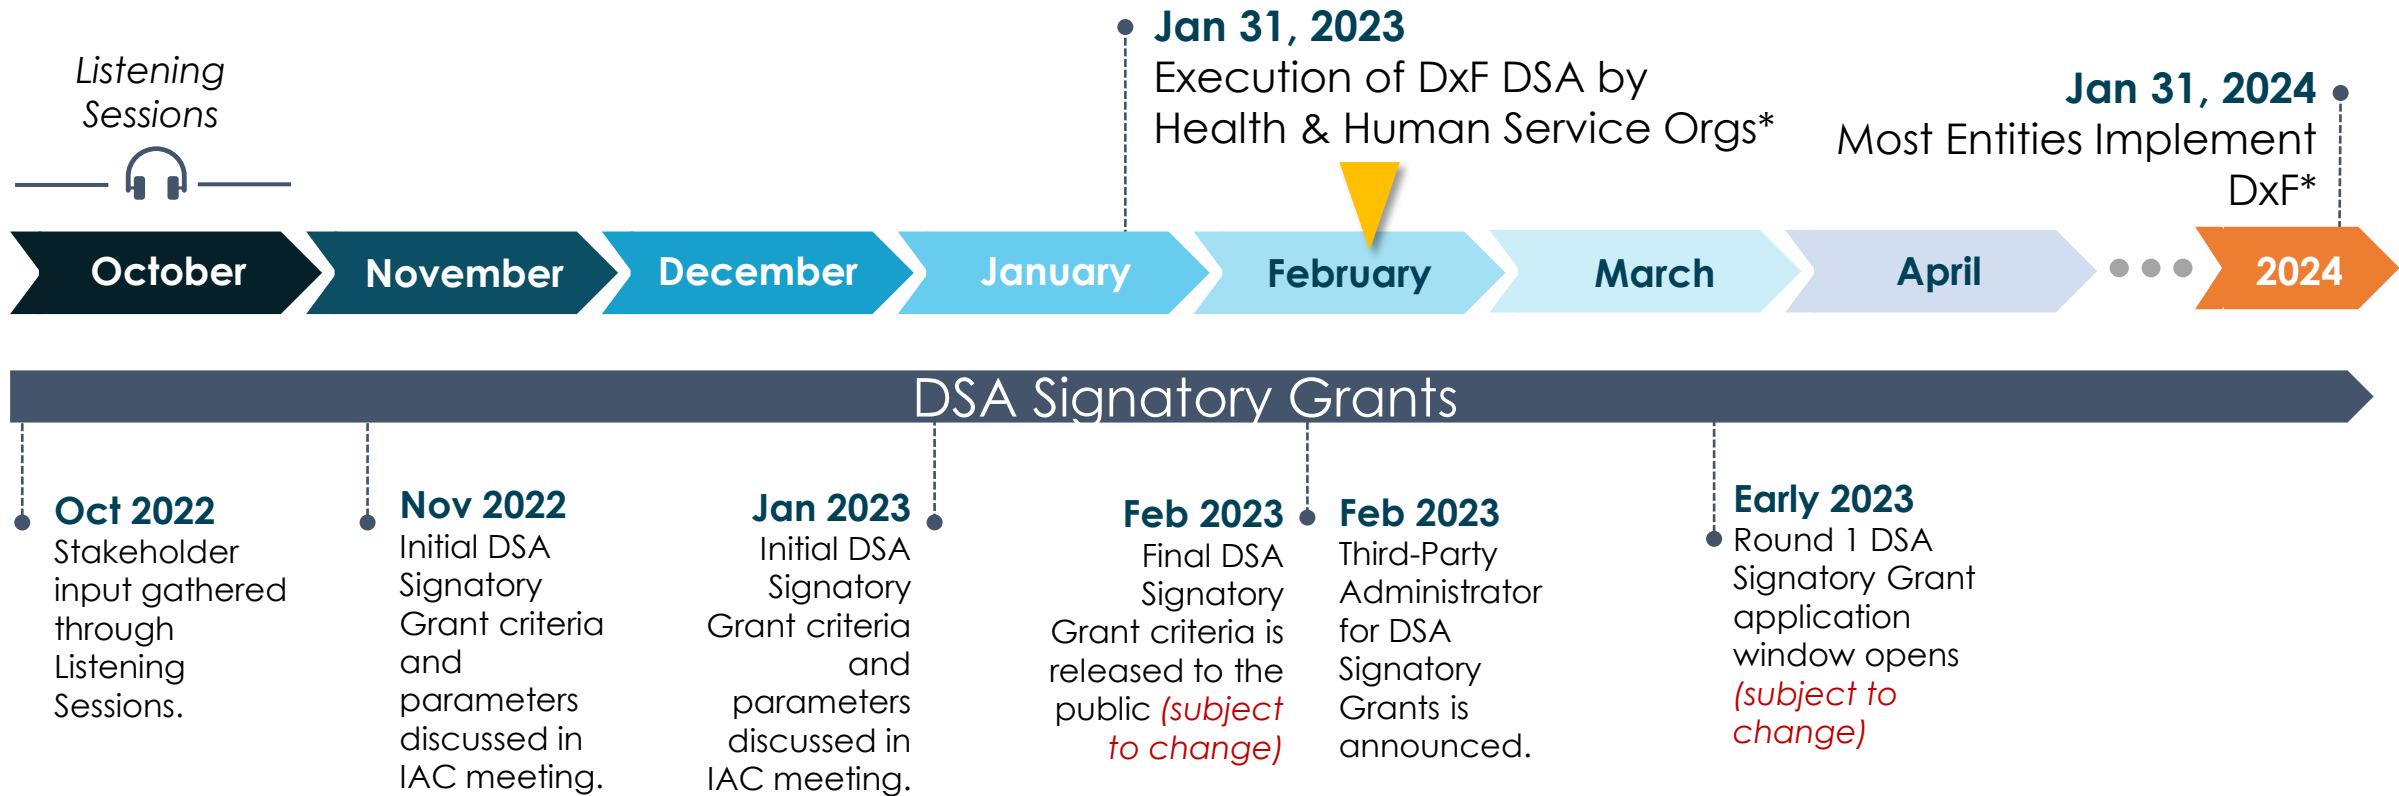 Listening
Sessions
Jan 31, 2023
Execution of DxF DSA by
Health & Human Service Orgs*
Jan 31, 2024
Most Entities Implement
DxF*
October
November
December
January
February
March
April
2024
DSA Signatory Grants
Oct 2022
Stakeholder
input gathered
through
Listening
Sessions.
Nov 2022
Initial DSA
Signatory
Grant criteria
and
parameters
discussed in
IAC meeting.
Jan 2023
Initial DSA
Signatory
Grant criteria
and
parameters
discussed in
IAC meeting.
Feb 2023
Final DSA
Signatory
Grant criteria is
released to the
public (subject
to change)
Feb 2023
Third-Party
Administrator
for DSA
Signatory
Grants is
announced.
Early 2023
Round 1 DSA
Signatory Grant
application
window opens
(subject to
change)